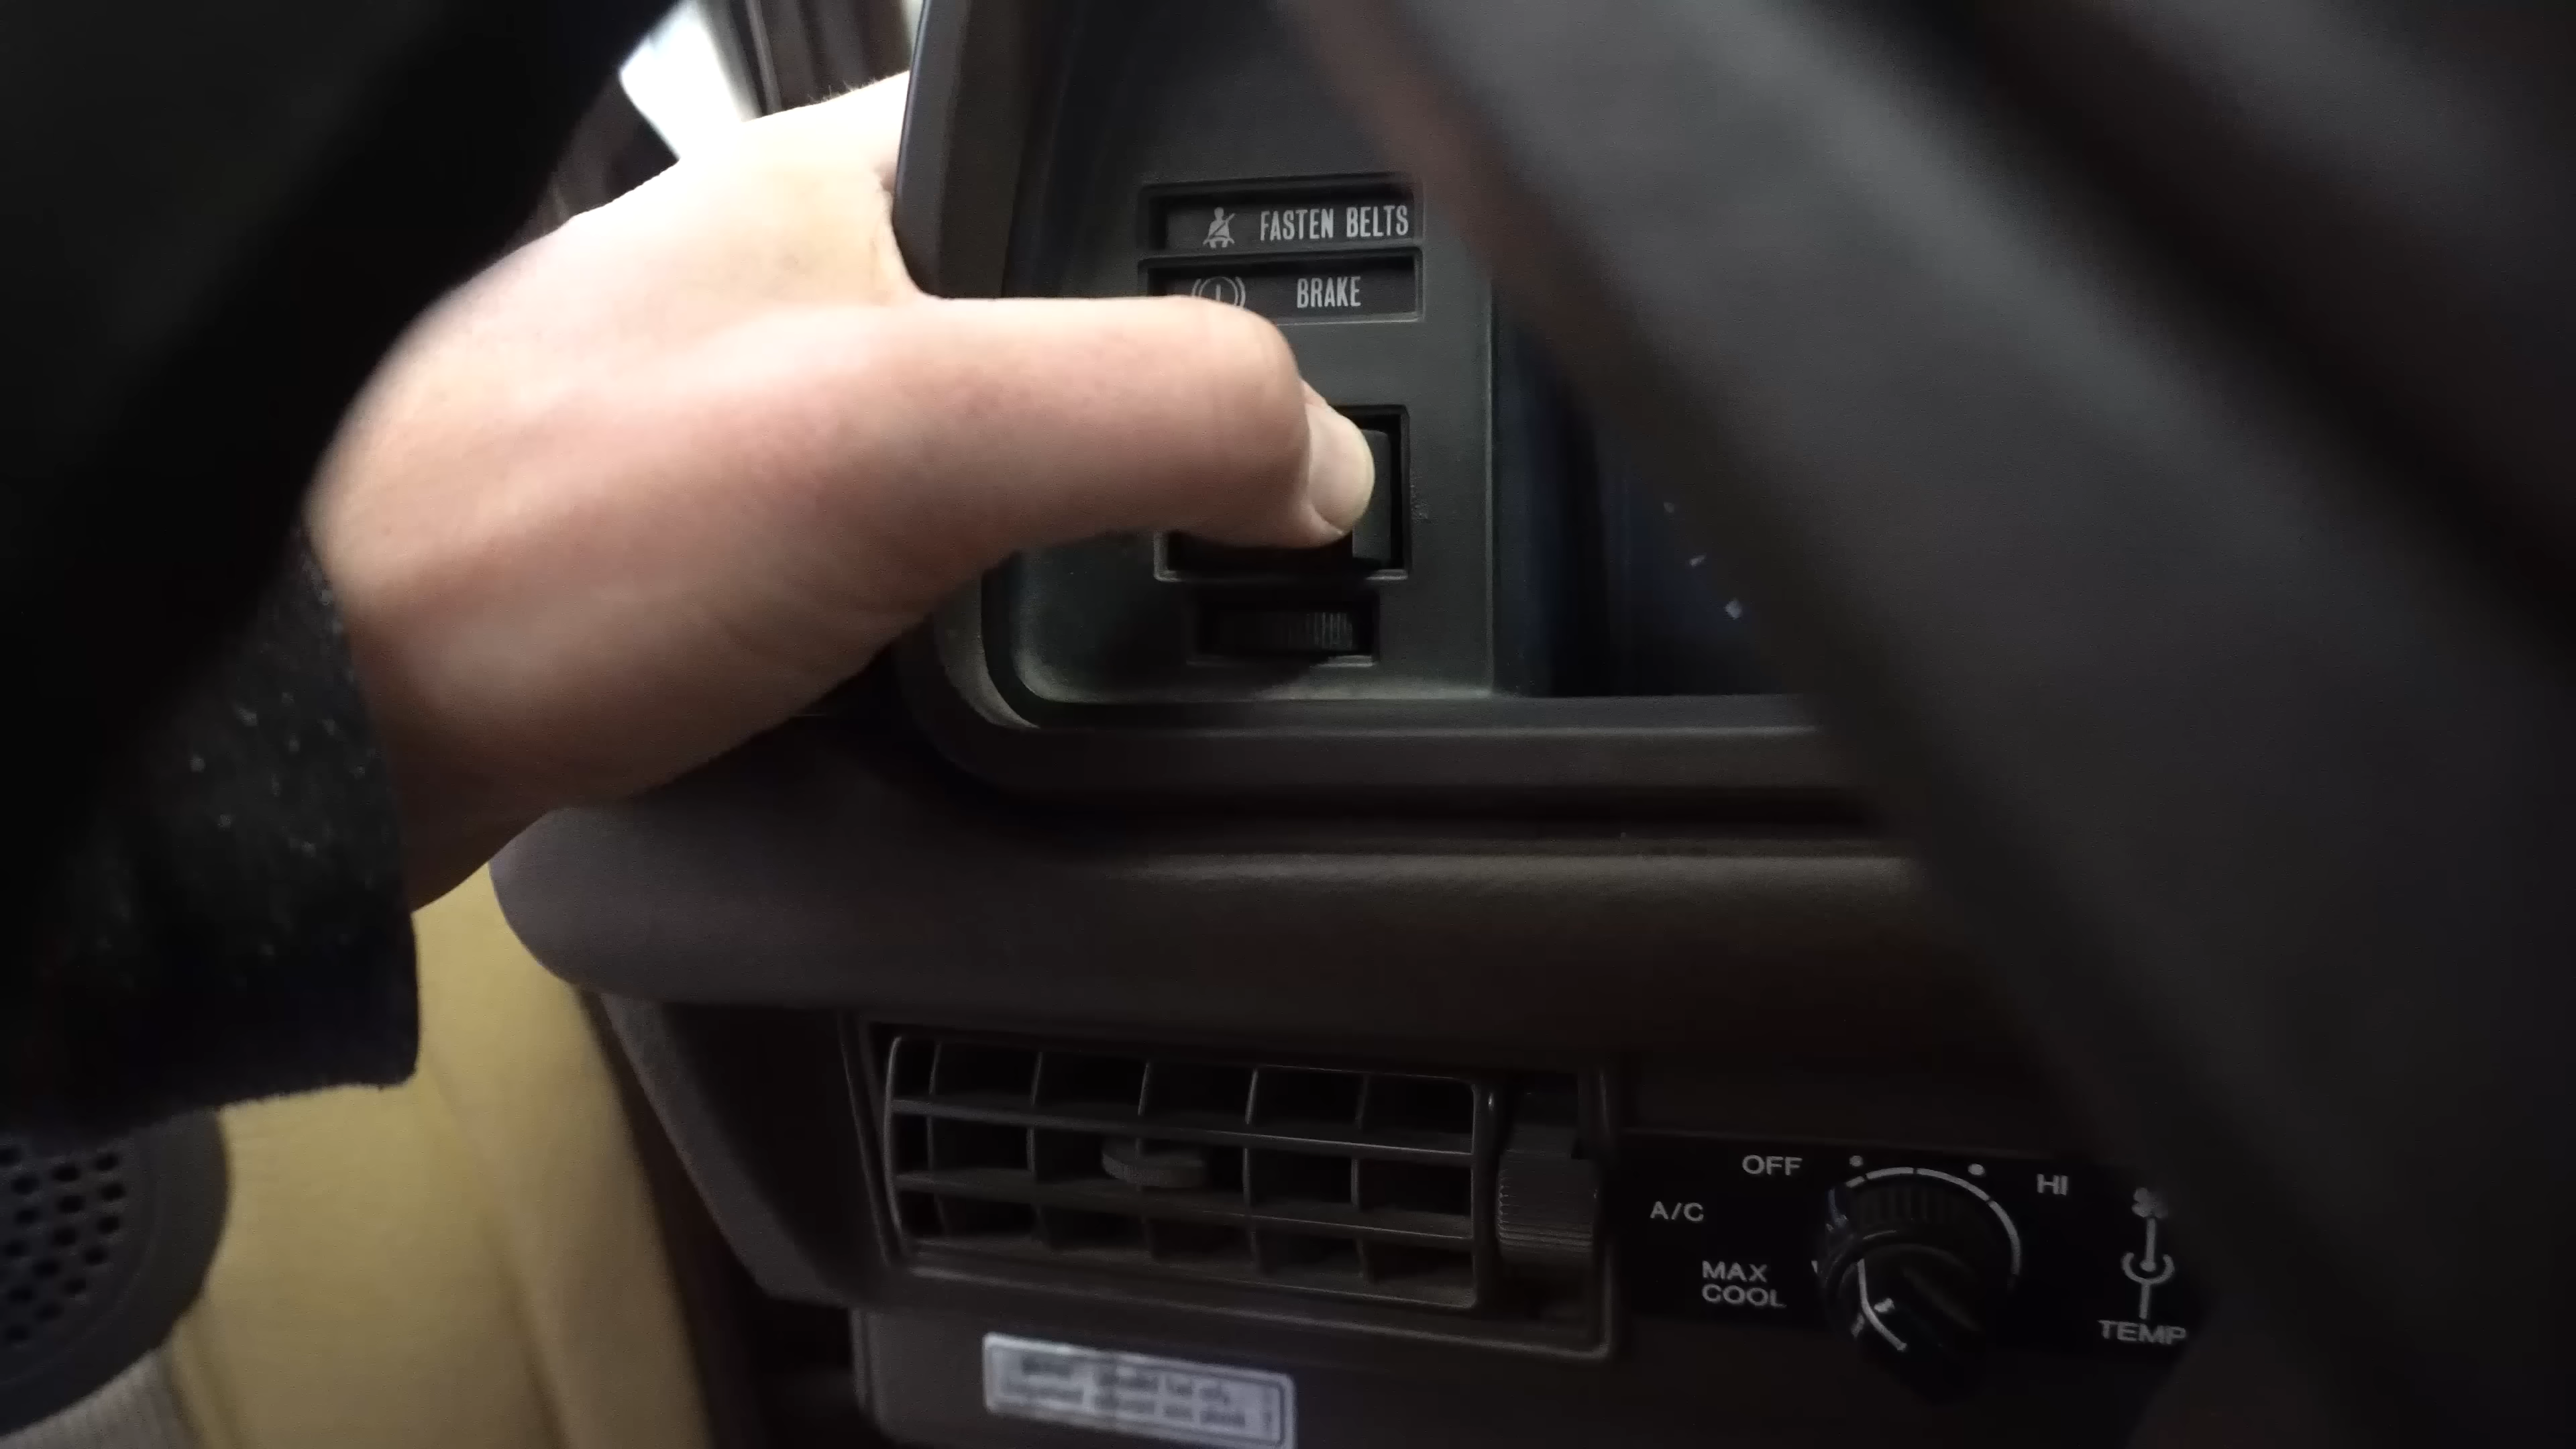 FASTEN BELTS
BRAKE
OFF
HI
A/C
MAX
COOL
TEMP